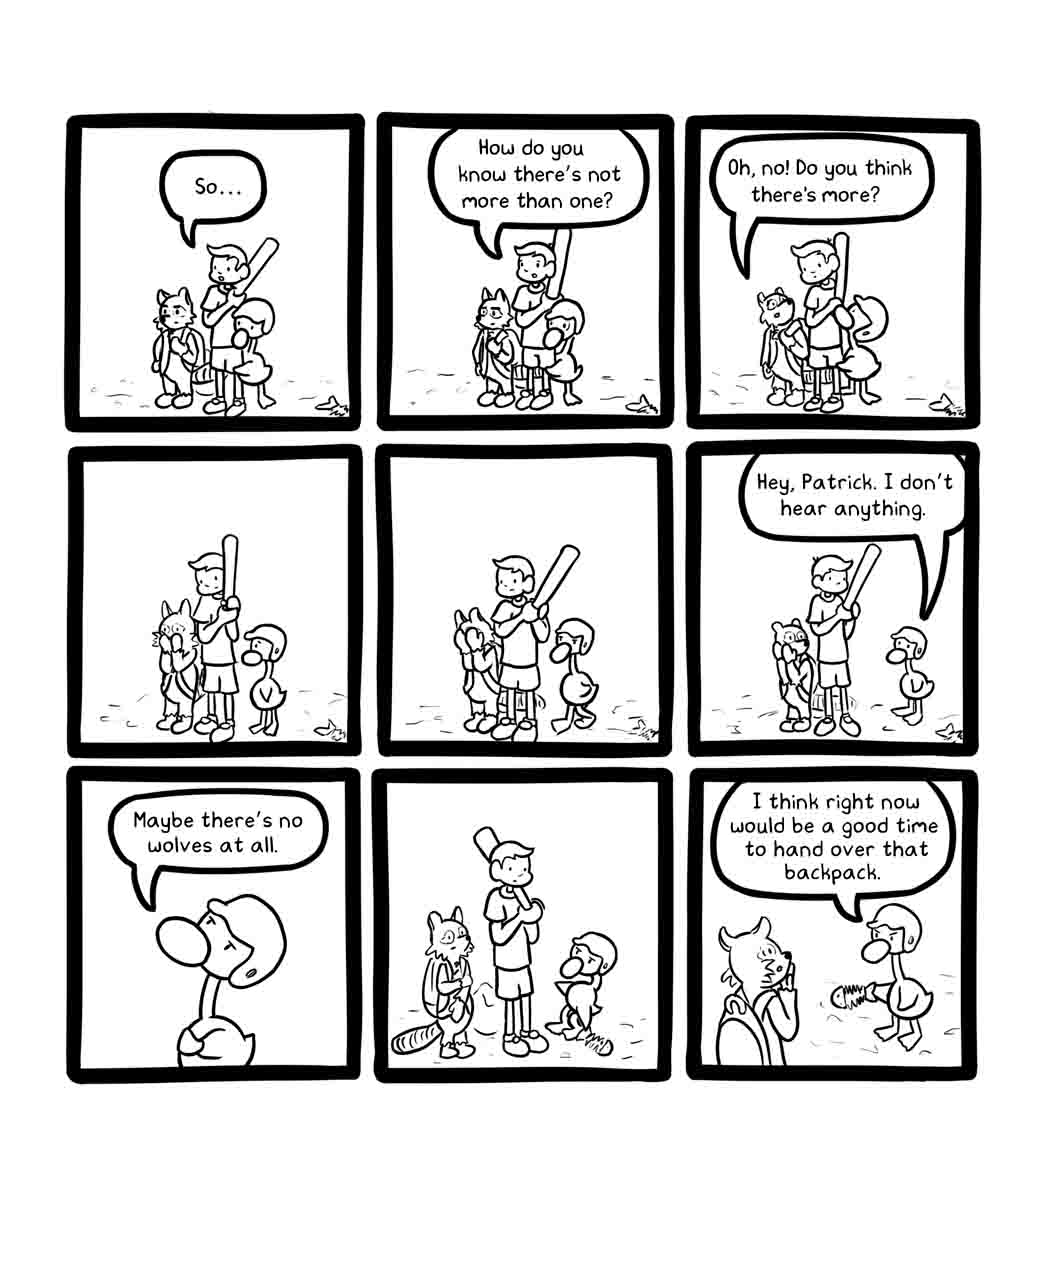 So...
How do you
know there's not
more than one?
Oh, no! Do you think
there's more?
Hey, Patrick. I don't
hear anything.
Maybe there's no
wolves at all.
I think right now
would be a good time
to hand over that
backpack.